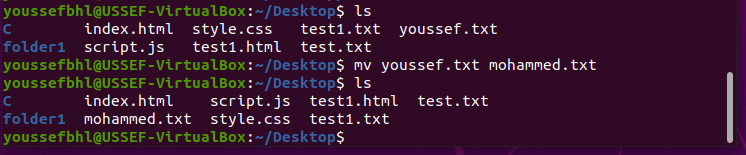 youssefbhl@USSEF-VirtualBox:~/Desktop$ ls
C        index.html  style.css   test1.txt  youssef.txt
folder1  script.js   test1.html  test.txt
youssefbhl@USSEF-VirtualBox:~/Desktop$ mv youssef.txt mohammed.txt
youssefbhl@USSEF-VirtualBox:~/Desktop$ ls
C        index.html    script.js  test1.html  test.txt
folder1  mohammed.txt  style.css  test1.txt
youssefbhl@USSEF-VirtualBox:~/Desktop$